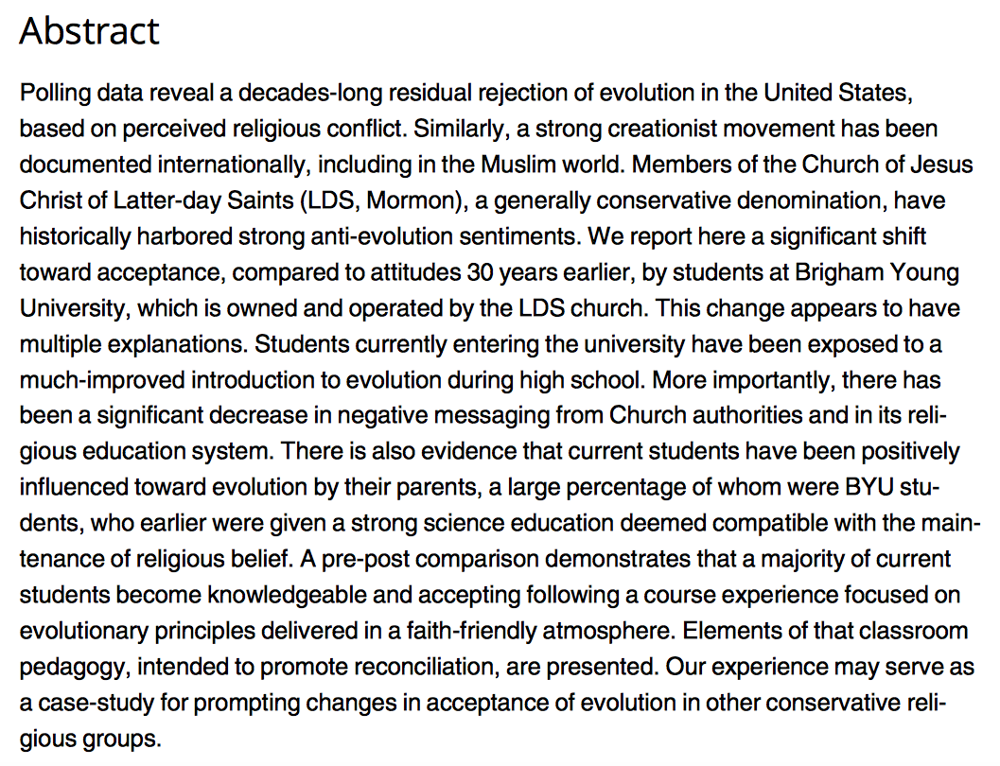 Abstract
Polling data reveal a decades-long residual rejection of evolution in the United States,
based on perceived religious conflict. Similarly, a strong creationist movement has been
documented internationally, including in the Muslim world. Members of the Church of Jesus
Christ of Latter-day Saints (LDS, Mormon), a generally conservative denomination, have
historically harbored strong anti-evolution sentiments. We report here a significant shift
toward acceptance, compared to attitudes 30 years earlier, by students at Brigham Young
University, which is owned and operated by the LDS church. This change appears to have
multiple explanations. Students currently entering the university have been exposed to a
much-improved introduction to evolution during high school. More importantly, there has
been a significant decrease in negative messaging from Church authorities and in its reli-
gious education system. There is also evidence that current students have been positively
influenced toward evolution by their parents, a large percentage of whom were BYU stu-
dents, who earlier were given a strong science education deemed compatible with the main-
tenance of religious belief. A pre-post comparison demonstrates that a majority of current
students become knowledgeable and accepting following a course experience focused on
evolutionary principles delivered in a faith-friendly atmosphere. Elements of that classroom
pedagogy, intended to promote reconciliation, are presented. Our experience may serve as
a case-study for prompting changes in acceptance of evolution in other conservative reli-
gious groups.